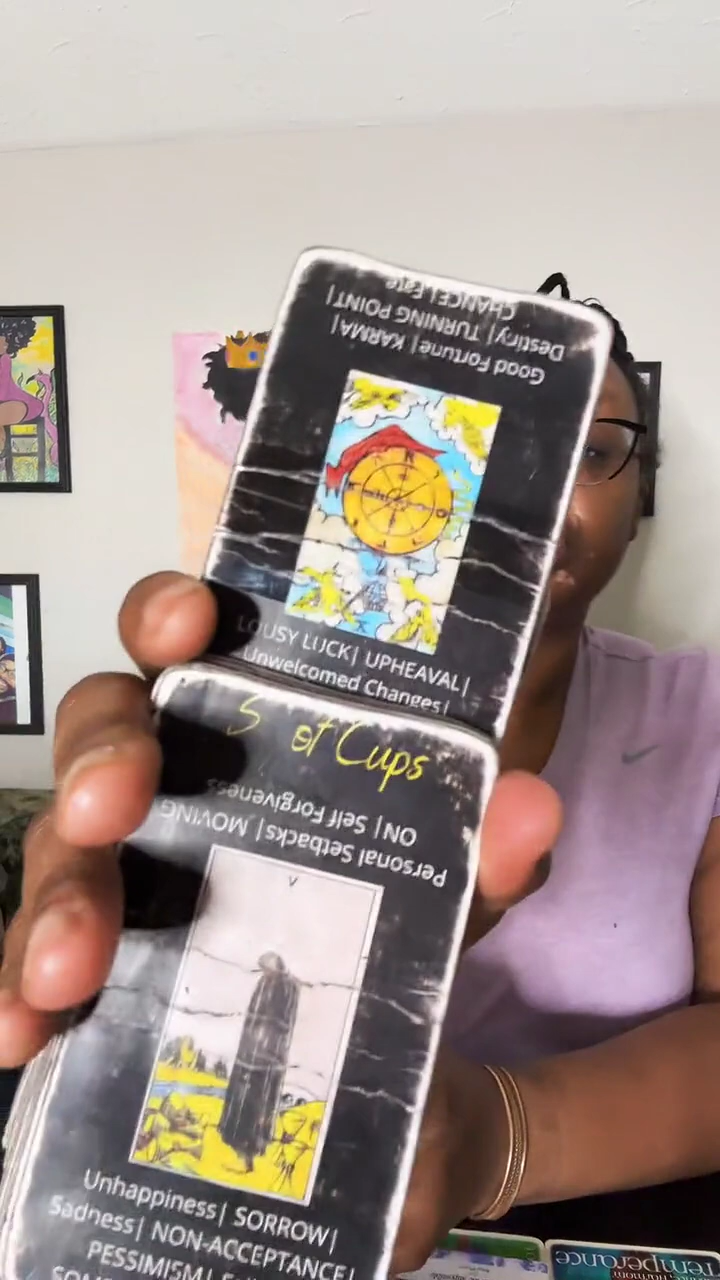 CHANCE| Fate
Destiny| TURNING POINT|
Good Fortune| KARMA|
LOUSY LUCK| UPHEAVAL|
Unwelcomed Changes|
5 of Cups
ON| Self Forgiveness
Personal Setbacks| MOVING
V
Unhappiness| SORROW|
Sadness| NON-ACCEPTANCE|
PESSIMISM|
Temperance